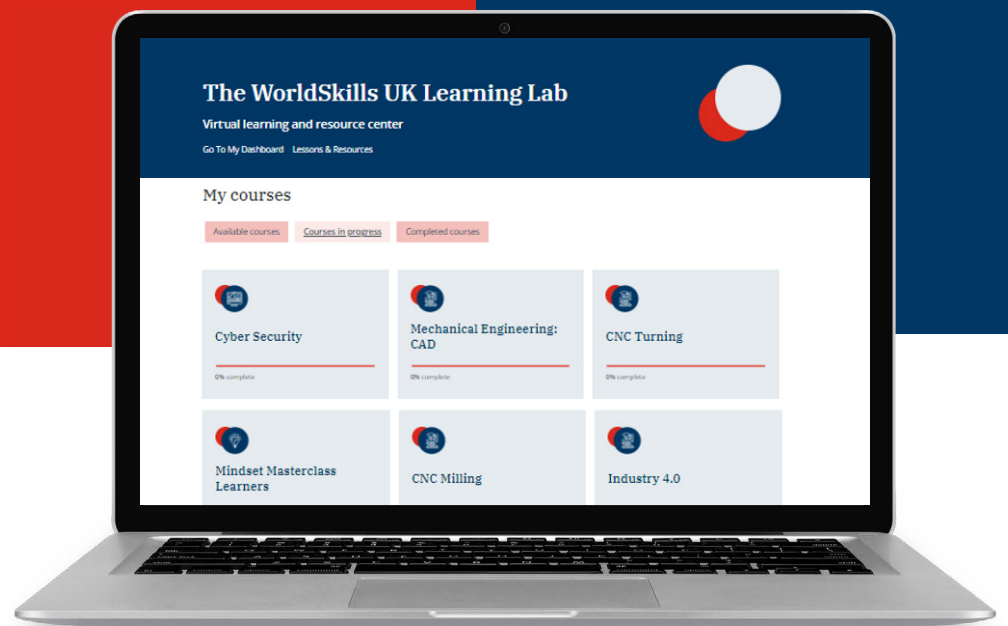 The WorldSkills UK Learning Lab
Virtual learning and resource center
Go To My Dashboard Lessons & Resources
My courses
Available courses Courses in progress Completed courses
Cyber Security
Mechanical Engineering:
CAD
CNC Turning
0% complete
0% complete
0% complete
Mindset Masterclass
Learners
CNC Milling
Industry 4.0